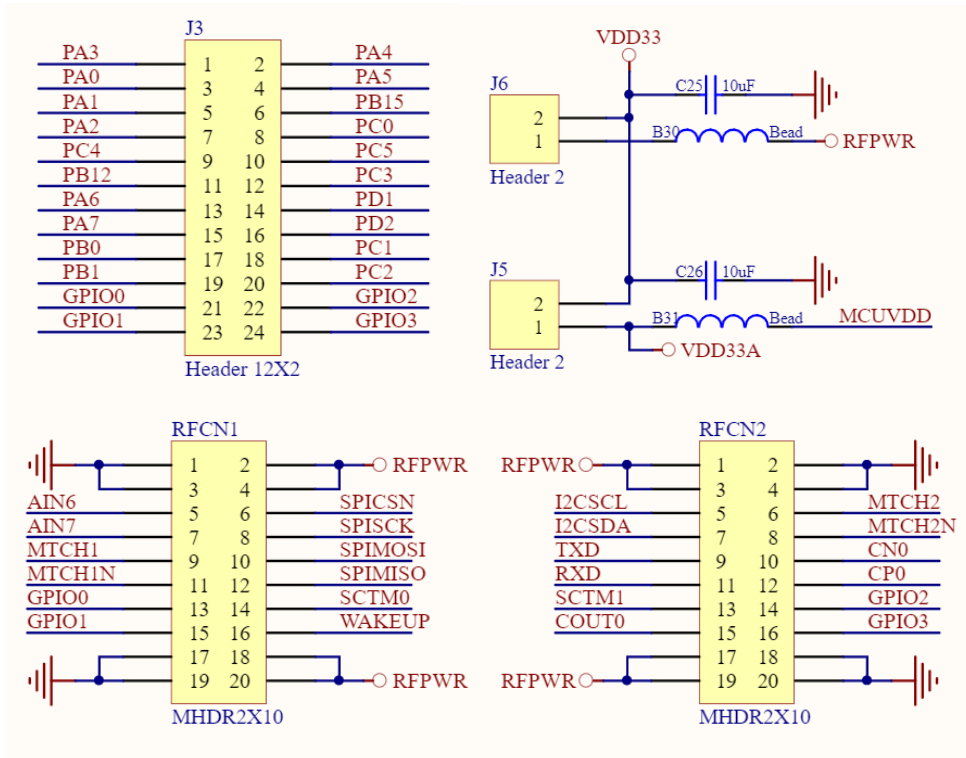 J3
PA3 1 2 PA4
PA0 3 4 PA5
PA1 5 6 PB15
PA2 7 8 PC0
PC4 9 10 PC5
PB12 11 12 PC3
PA6 13 14 PD1
PA7 15 16 PD2
PB0 17 18 PC1
PB1 19 20 PC2
GPIO0 21 22 GPIO2
GPIO1 23 24 GPIO3
Header 12X2
VDD33
J6
C25 10uF
2
1 B30 Bead RFPWR
Header 2
J5
C26 10uF
2
1 B31 Bead MCUVDD
VDD33A
Header 2
RFCN1
1 2 RFPWR
3 4
AIN6 5 6 SPICSN
AIN7 7 8 SPISCK
MTCH1 9 10 SPIMOSI
MTCH1N 11 12 SPIMISO
GPIO0 13 14 SCTM0
GPIO1 15 16 WAKEUP
17 18
19 20 RFPWR
MHDR2X10
RFCN2
RFPWR 1 2
3 4
I2CSCL 5 6 MTCH2
I2CSDA 7 8 MTCH2N
TXD 9 10 CN0
RXD 11 12 CP0
SCTM1 13 14 GPIO2
COUT0 15 16 GPIO3
17 18
RFPWR 19 20
MHDR2X10